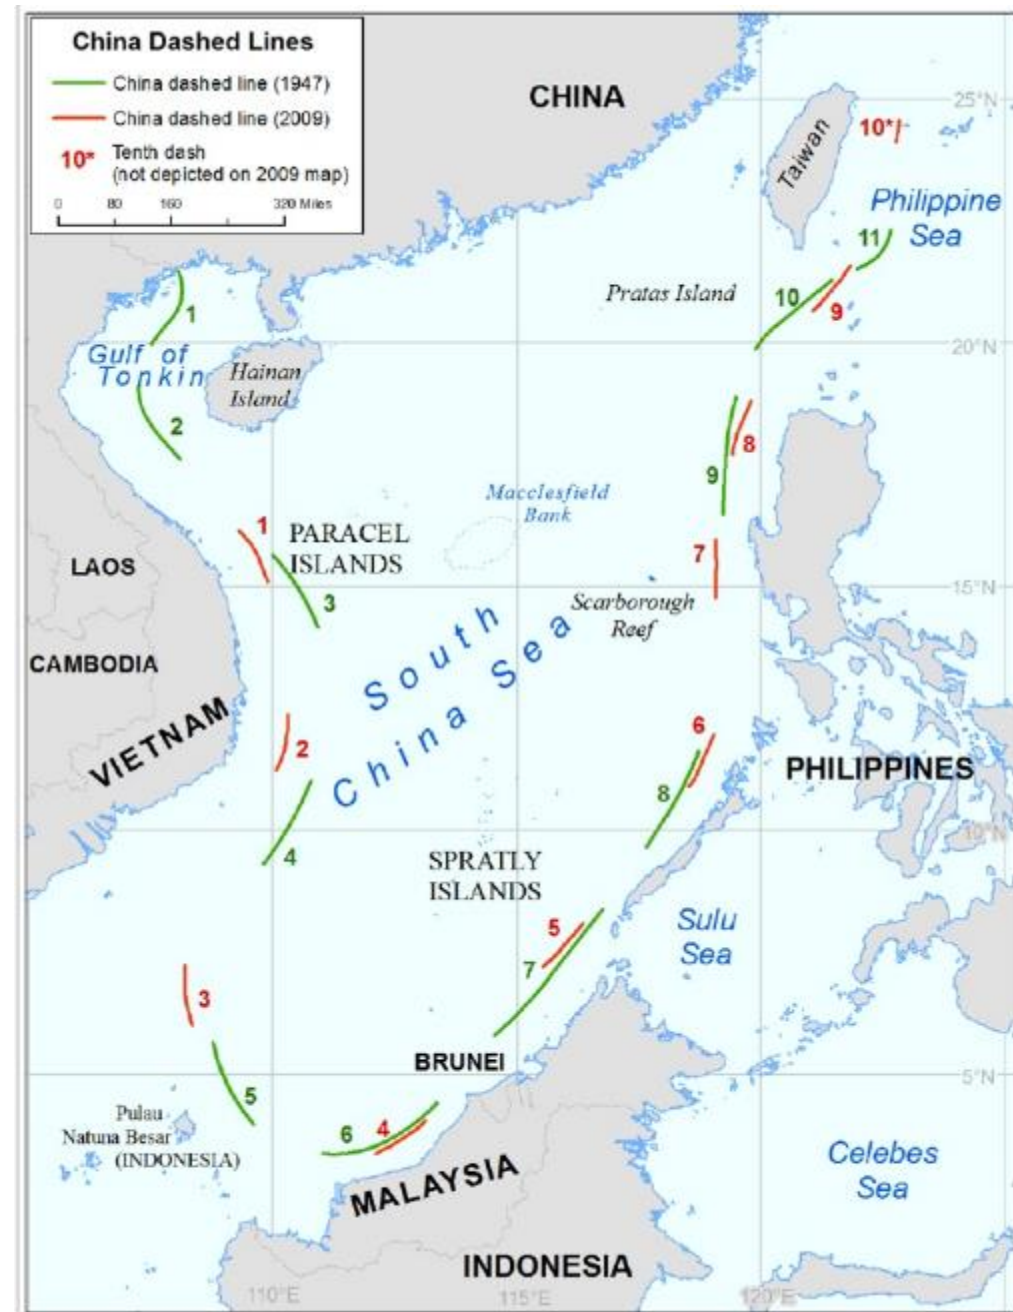 China Dashed Lines
China dashed line (1947)
China dashed line (2009)
10* Tenth dash
(not depicted on 2009 map)
0 80 160 320 Miles
CHINA
25°N
Taiwan
10*
Philippine
Sea
11
Pratas Island
10
9
1
20°N
Gulf of
Tonkin
Hainan
Island
2
8
9
Macclesfield
Bank
1
PARACEL
ISLANDS
7
LAOS
15°N
3
Scarborough
Reef
South
China Sea
CAMBODIA
VIETNAM
2
6
PHILIPPINES
8
10°N
4
SPRATLY
ISLANDS
5
Sulu
Sea
7
3
BRUNEI
5°N
5
Pulau
Natuna Besar
(INDONESIA)
6
4
Celebes
Sea
MALAYSIA
INDONESIA
110°E
115°E
120°E